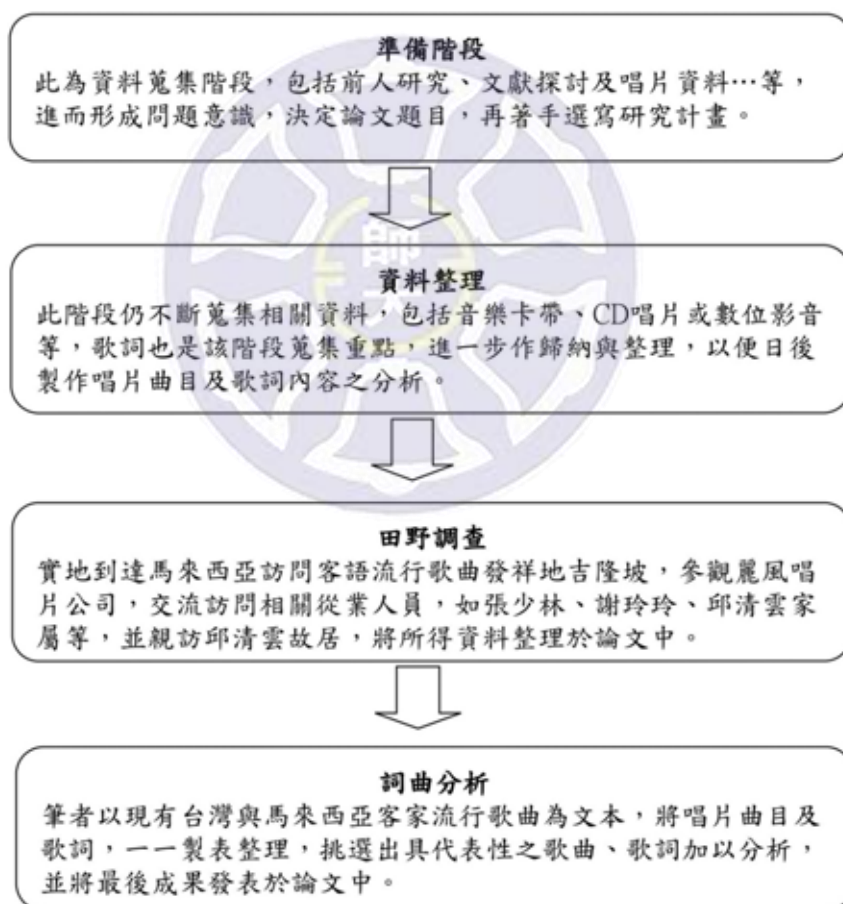 準備階段
此為資料蒐集階段，包括前人研究、文獻探討及唱片資料…等，
進而形成問題意識，決定論文題目，再著手選寫研究計畫。
師
大
資料整理
此階段仍不斷蒐集相關資料，包括音樂卡帶、CD唱片或數位影音
等，歌詞也是該階段蒐集重點，進一步作歸納與整理，以便日後
製作唱片曲目及歌詞內容之分析。
田野調查
實地到達馬來西亞訪問客語流行歌曲發祥地吉隆坡，參觀麗風唱
片公司，交流訪問相關從業人員，如張少林、謝玲玲、邱清雲家
屬等，並親訪邱清雲故居，將所得資料整理於論文中。
詞曲分析
筆者以現有台灣與馬來西亞客家流行歌曲為文本，將唱片曲目及
歌詞，一一製表整理，挑選出具代表性之歌曲、歌詞加以分析，
並將最後成果發表於論文中。